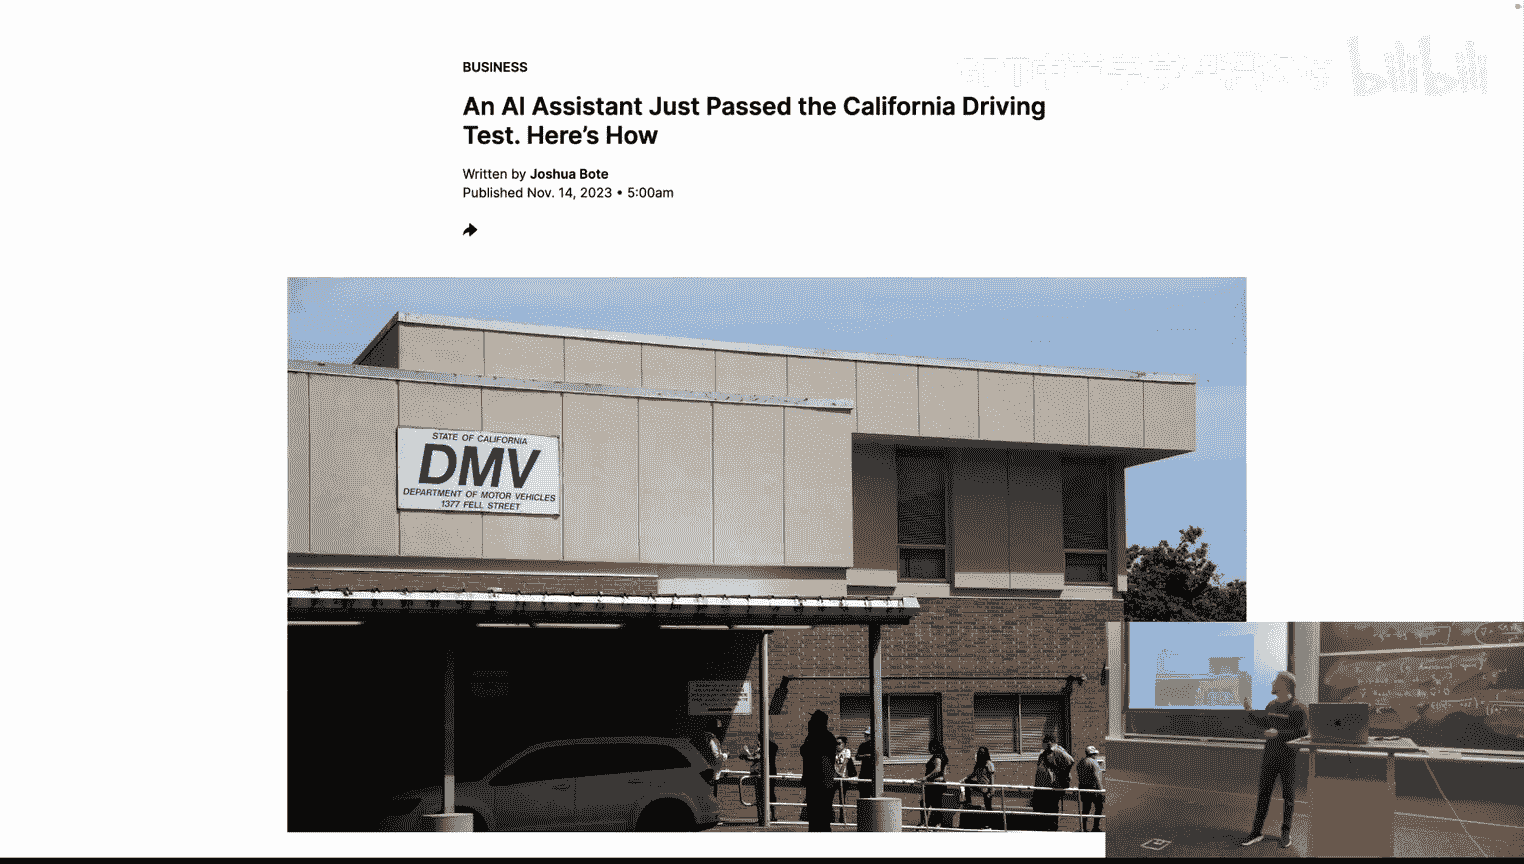 BUSINESS
bilibili
An AI Assistant Just Passed the California Driving
Test. Here’s How
Written by Joshua Bote
Published Nov. 14, 2023 • 5:00am
STATE OF CALIFORNIA
DMV
DEPARTMENT OF MOTOR VEHICLES
1377 FELL STREET